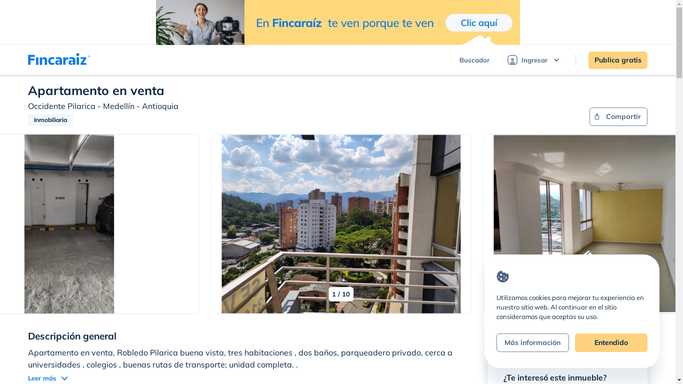 En Fincaraíz te ven porque te ven
Clic aquí
Fincaraiz
Buscador
Ingresar
Publica gratis
Apartamento en venta
Occidente Pilarica - Medellín - Antioquia
Inmobiliaria
Compartir
1 / 10
Utilizamos cookies para mejorar tu experiencia en
nuestro sitio web. Al continuar en el sitio
consideramos que aceptas su uso.
Más información
Entendido
Descripción general
Apartamento en venta, Robledo Pilarica buena vista, tres habitaciones , dos baños, parqueadero privado, cerca a
universidades , colegios , buenas rutas de transporte; unidad completa. .
Leer más
¿Te interesó este inmueble?